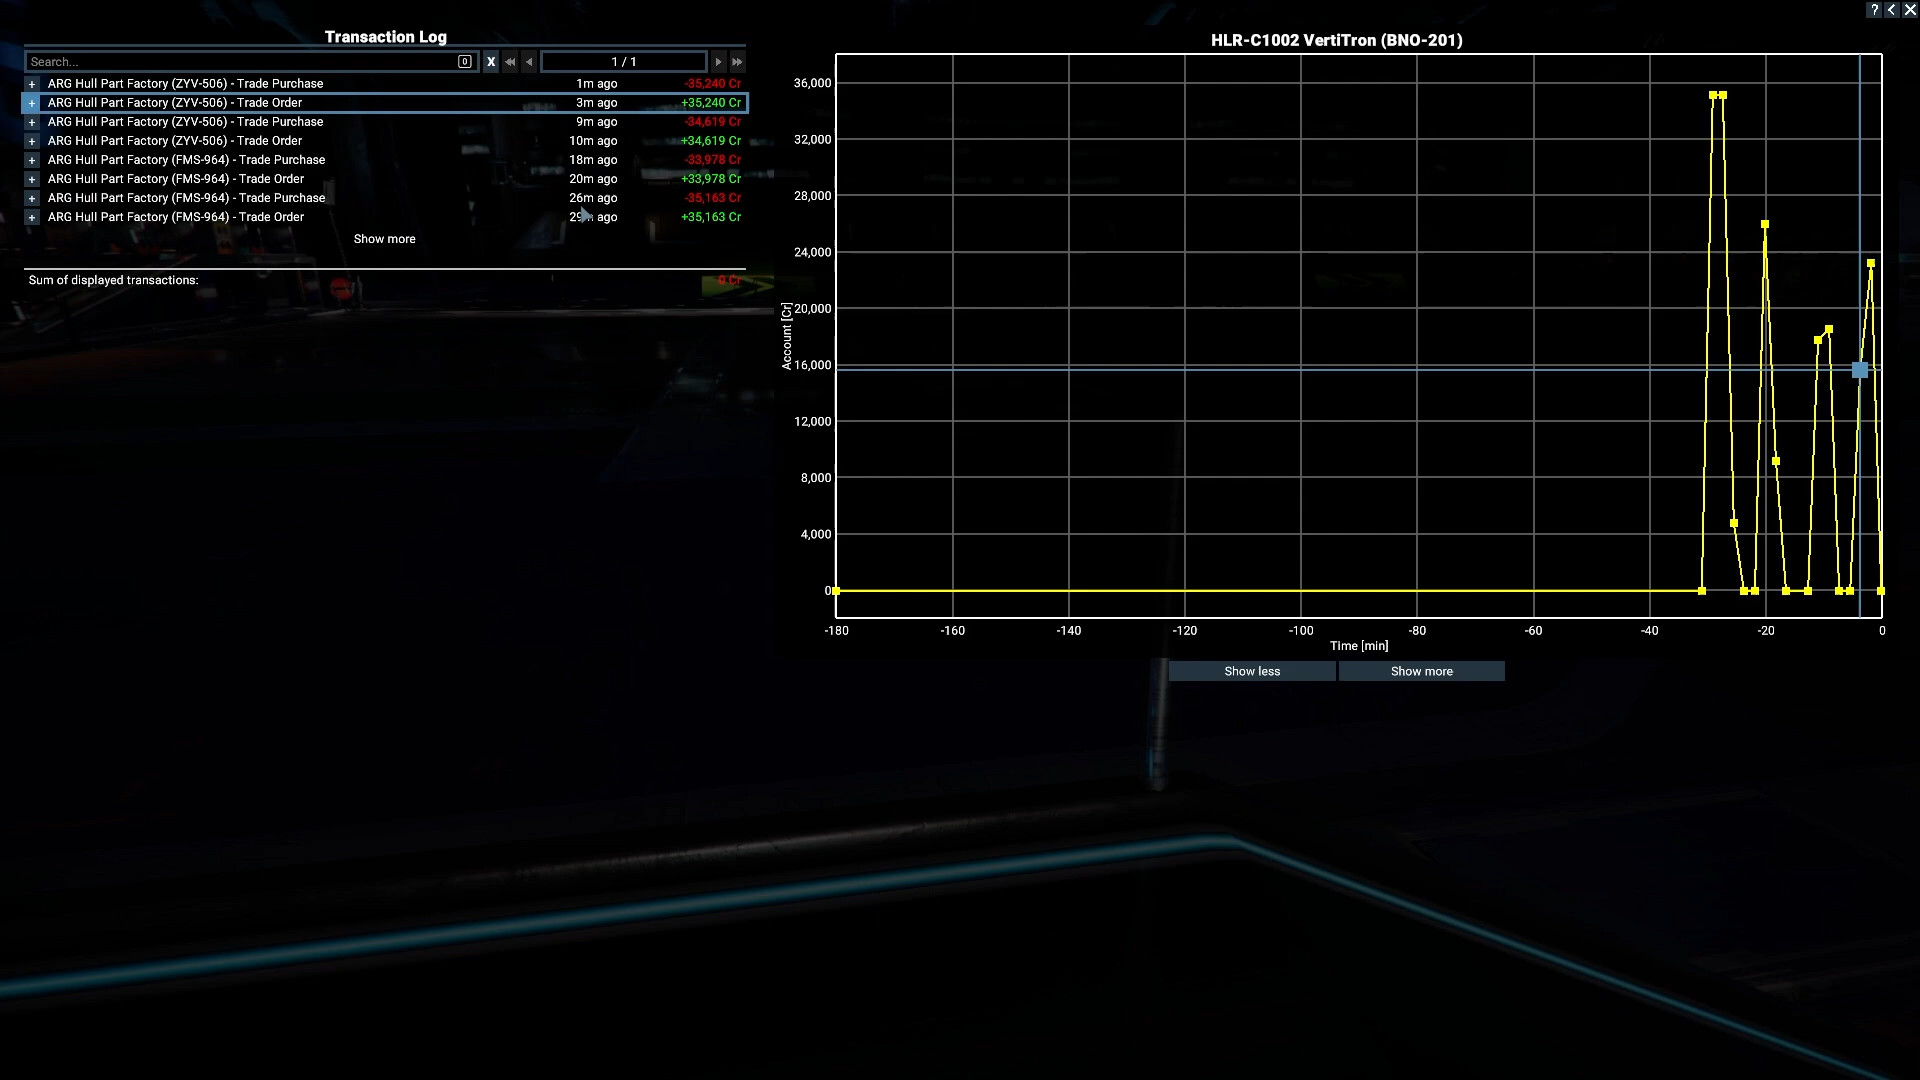 ? < X
Transaction Log
Search... 0 X 1 / 1
+ ARG Hull Part Factory (ZYV-506) - Trade Purchase 1m ago -35,240 Cr
+ ARG Hull Part Factory (ZYV-506) - Trade Order 3m ago +35,240 Cr
+ ARG Hull Part Factory (ZYV-506) - Trade Purchase 9m ago -34,619 Cr
+ ARG Hull Part Factory (ZYV-506) - Trade Order 10m ago +34,619 Cr
+ ARG Hull Part Factory (FMS-964) - Trade Purchase 18m ago -33,978 Cr
+ ARG Hull Part Factory (FMS-964) - Trade Order 20m ago +33,978 Cr
+ ARG Hull Part Factory (FMS-964) - Trade Purchase 26m ago -35,163 Cr
+ ARG Hull Part Factory (FMS-964) - Trade Order 29m ago +35,163 Cr
Show more
Sum of displayed transactions: 0 Cr
HLR-C1002 VertiTron (BNO-201)
36,000
32,000
28,000
24,000
20,000
16,000
12,000
8,000
4,000
0
Account [Cr]
-180 -160 -140 -120 -100 -80 -60 -40 -20 0
Time [min]
Show less Show more